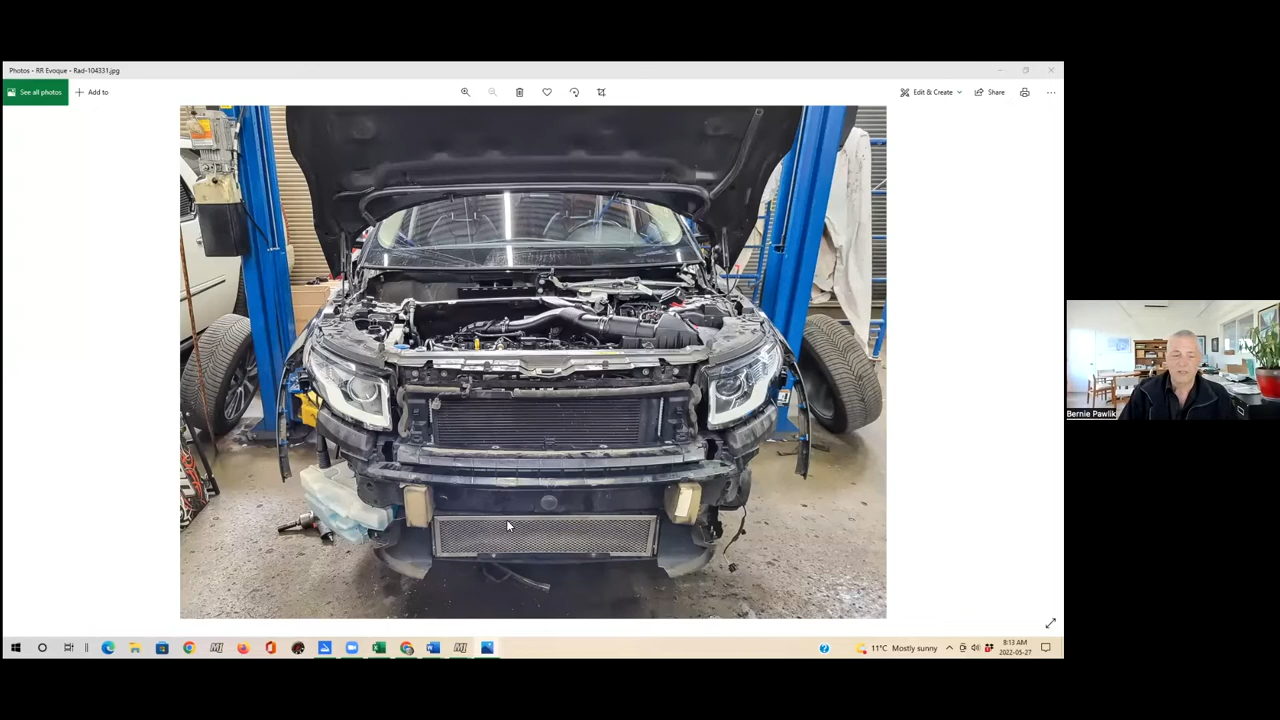 Photos - RR Evoque - Rad-104331.jpg
See all photos
Add to
Edit & Create
Share
Bernie Pawlik
11°C Mostly sunny
8:13 AM
2022-05-27